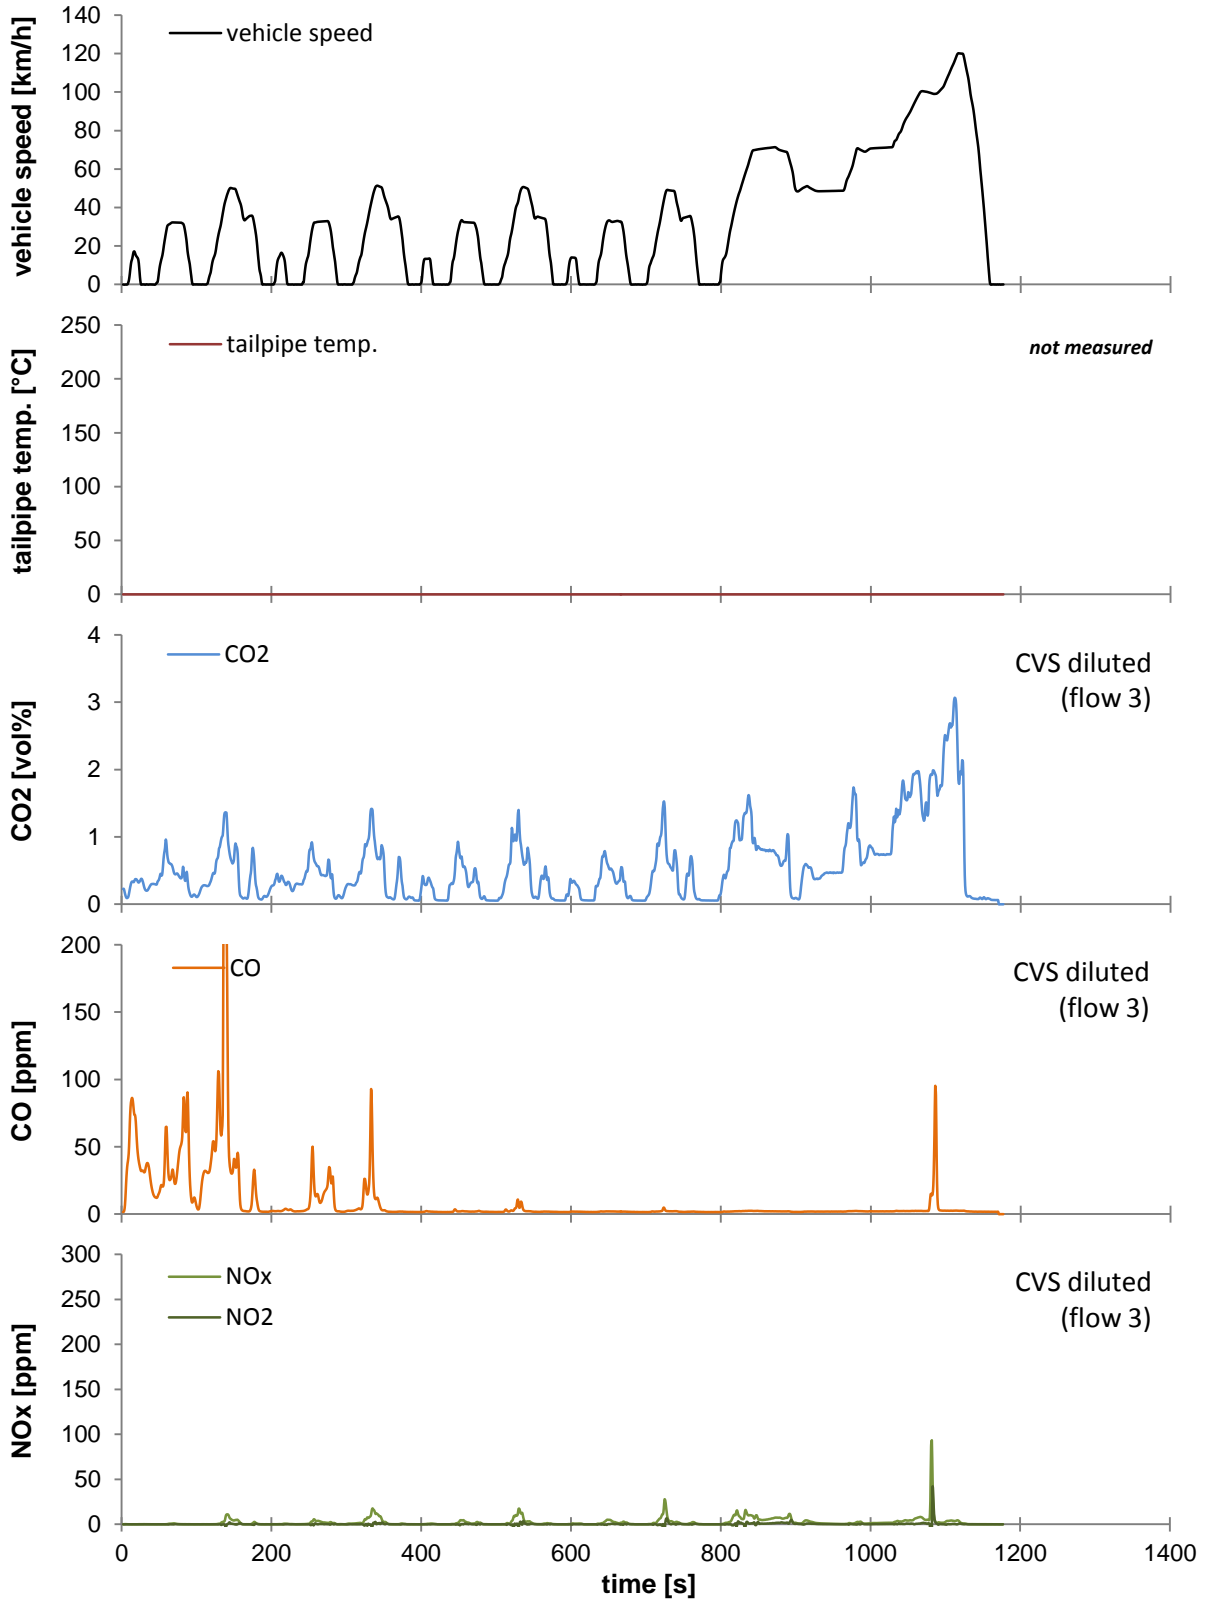 vehicle speed [km/h]
140
120
100
80
60
40
20
0
vehicle speed
tailpipe temp. [°C]
250
200
150
100
50
0
tailpipe temp.
not measured
CO2 [vol%]
4
3
2
1
0
CO2
CVS diluted
(flow 3)
CO [ppm]
200
150
100
50
0
CO
CVS diluted
(flow 3)
NOx [ppm]
300
250
200
150
100
50
0
NOx
NO2
CVS diluted
(flow 3)
0 200 400 600 800 1000 1200 1400
time [s]